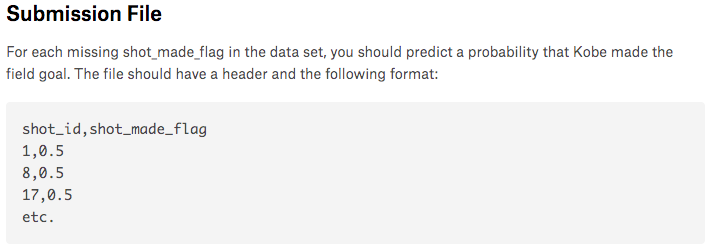 Submission File
For each missing shot_made_flag in the data set, you should predict a probability that Kobe made the
field goal. The file should have a header and the following format:
shot_id,shot_made_flag
1,0.5
8,0.5
17,0.5
etc.